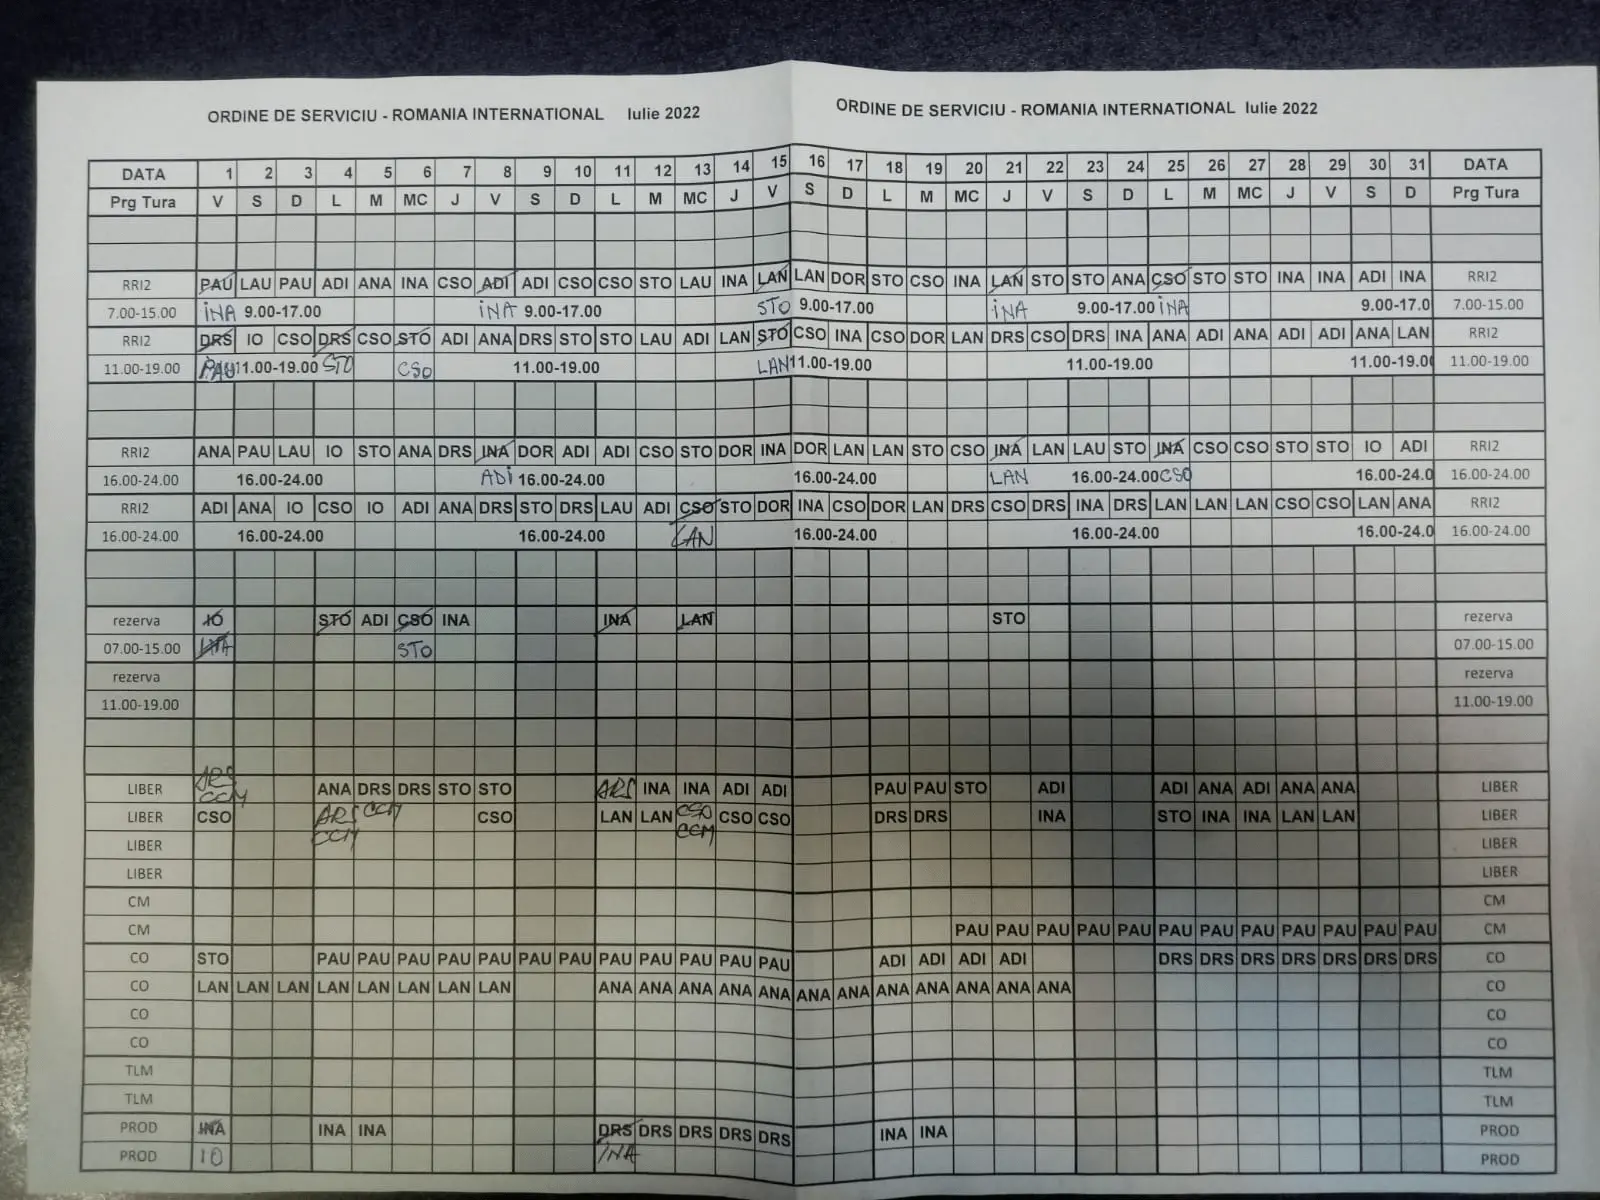 ORDINE DE SERVICIU - ROMANIA INTERNATIONAL Iulie 2022 ORDINE DE SERVICIU - ROMANIA INTERNATIONAL Iulie 2022
DATA 1 2 3 4 5 6 7 8 9 10 11 12 13 14 15 16 17 18 19 20 21 22 23 24 25 26 27 28 29 30 31 DATA
Prg Tura V S D L M MC J V S D L M MC J V S D L M MC J V S D L M MC J V S D Prg Tura
RRI2 PAU LAU PAU ADI ANA INA CSO ADI ADI CSO CSO STO LAU INA LAN LAN DOR STO CSO INA LAN STO STO ANA CSO STO STO INA INA ADI INA RRI2
7.00-15.00 INA 9.00-17.00 INA 9.00-17.00 STO 9.00-17.00 INA 9.00-17.00 INA 9.00-17.0 7.00-15.00
RRI2 DRS IO CSO DRS CSO STO ADI ANA DRS STO STO LAU ADI LAN STO CSO INA CSO DOR LAN DRS CSO DRS INA ANA ADI ANA ADI ADI ANA LAN RRI2
11.00-19.00 PAU 11.00-19.00 STO CSO 11.00-19.00 LAN 11.00-19.00 11.00-19.00 11.00-19.0 11.00-19.00
RRI2 ANA PAU LAU IO STO ANA DRS INA DOR ADI ADI CSO STO DOR INA DOR LAN LAN STO CSO INA LAN LAU STO INA CSO CSO STO STO IO ADI RRI2
16.00-24.00 16.00-24.00 ADI 16.00-24.00 16.00-24.00 LAN 16.00-24.00 CSO 16.00-24.0 16.00-24.00
RRI2 ADI ANA IO CSO IO ADI ANA DRS STO DRS LAU ADI CSO STO DOR INA CSO DOR LAN DRS CSO DRS INA DRS LAN LAN LAN CSO CSO LAN ANA RRI2
16.00-24.00 16.00-24.00 16.00-24.00 LAN 16.00-24.00 16.00-24.00 16.00-24.0 16.00-24.00
rezerva IO STO ADI CSO INA INA LAN STO rezerva
07.00-15.00 STO 07.00-15.00
rezerva rezerva
11.00-19.00 11.00-19.00
LIBER CCM ANA DRS DRS STO STO INA INA ADI ADI PAU PAU STO ADI ADI ANA ADI ANA ANA LIBER
LIBER CSO CCM CSO LAN LAN CSO CSO CSO DRS DRS INA STO INA INA LAN LAN LIBER
LIBER CCM CCM LIBER
LIBER LIBER
CM CM
CM PAU PAU PAU PAU PAU PAU PAU PAU PAU PAU PAU PAU CM
CO STO PAU PAU PAU PAU PAU PAU PAU PAU PAU PAU PAU PAU ADI ADI ADI ADI DRS DRS DRS DRS DRS DRS DRS CO
CO LAN LAN LAN LAN LAN LAN LAN LAN ANA ANA ANA ANA ANA ANA ANA ANA ANA ANA ANA ANA CO
CO CO
CO CO
TLM TLM
TLM TLM
PROD INA INA INA DRS DRS DRS DRS DRS INA INA PROD
PROD IO INA PROD